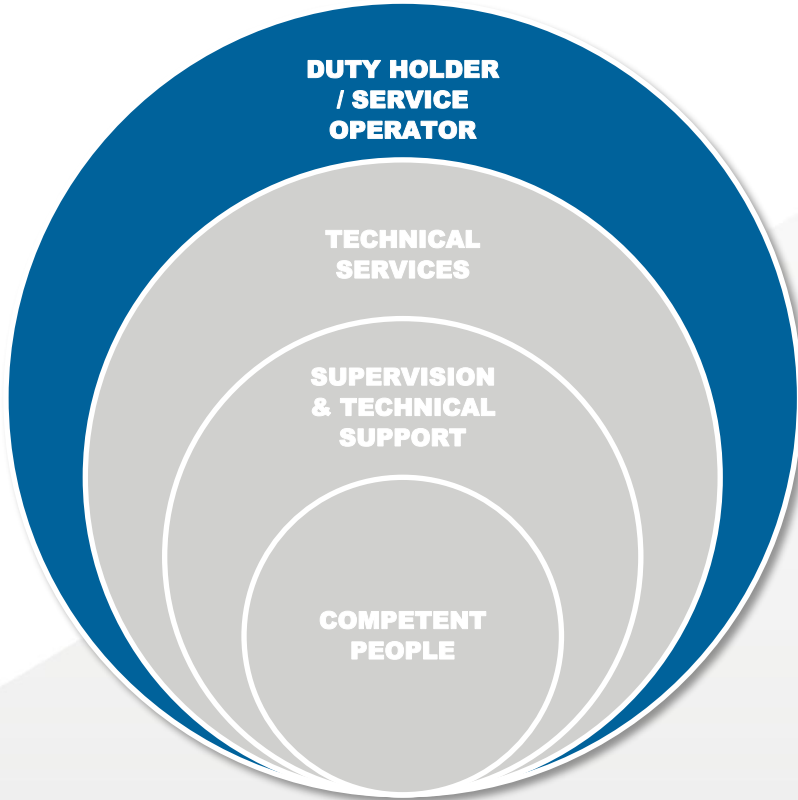 DUTY HOLDER
/ SERVICE
OPERATOR
TECHNICAL
SERVICES
SUPERVISION
& TECHNICAL
SUPPORT
COMPETENT
PEOPLE